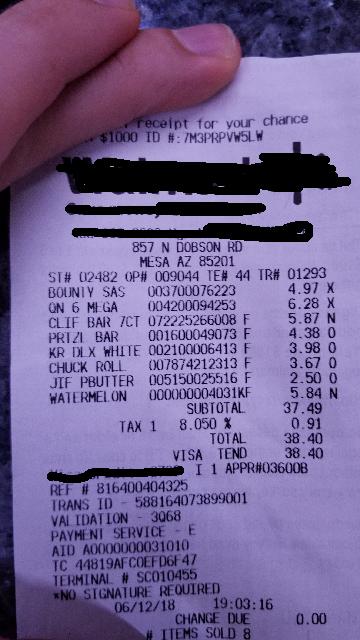 receipt for your chance
$1000 ID #:7M3PRPVW5LW
857 N DOBSON RD
MESA AZ 85201
ST# 02482 OP# 009044 TE# 44 TR# 01293
BOUNTY SAS 003700076223 4.97 X
QN 6 MEGA 004200094253 6.28 X
CLIF BAR 7CT 072225266008 F 5.87 N
PRTZL BAR 001600049073 F 4.38 O
KR DLX WHITE 002100006413 F 3.98 O
CHUCK ROLL 007874212313 F 3.67 O
JIF PBUTTER 005150025516 F 2.50 O
WATERMELON 000000004031KF 5.84 N
SUBTOTAL 37.49
TAX 1 8.050 % 0.91
TOTAL 38.40
VISA TEND 38.40
I 1 APPR#03600B
REF # 816400404325
TRANS ID - 588164073899001
VALIDATION - 3Q68
PAYMENT SERVICE - E
AID A0000000031010
TC 44819AFC0EFD6F47
TERMINAL # SC010455
*NO SIGNATURE REQUIRED
06/12/18 19:03:16
CHANGE DUE 0.00
# ITEMS SOLD 8